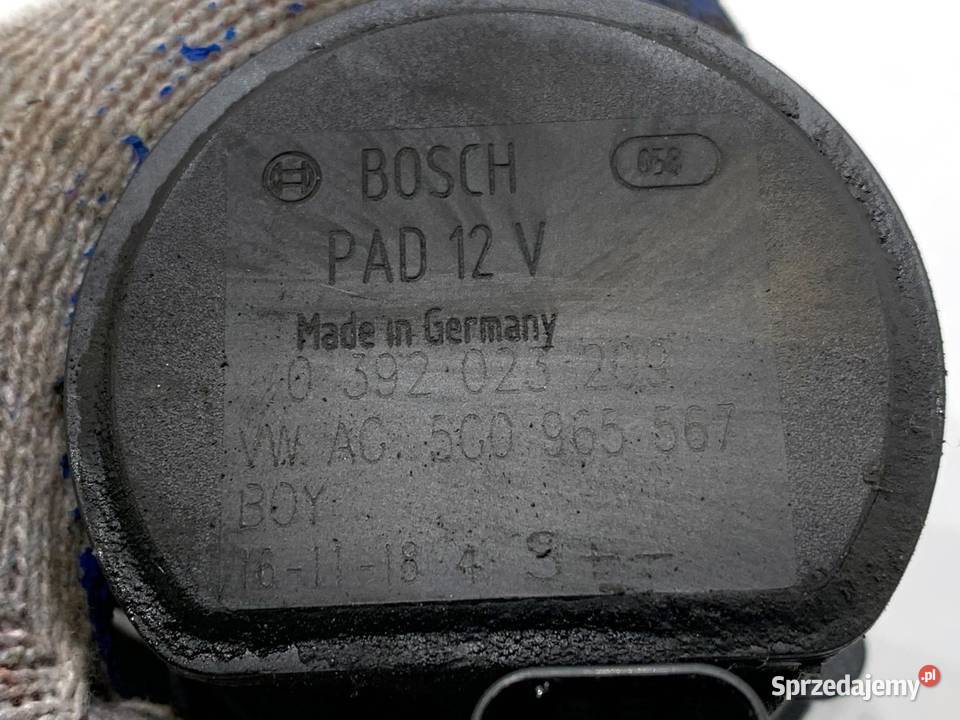 BOSCH 058
PAD 12 V
Made in Germany
0 392 023 209
VW AG 5G0 965 567
BOY
16-11-18 4 3 + -
Sprzedajemy.pl